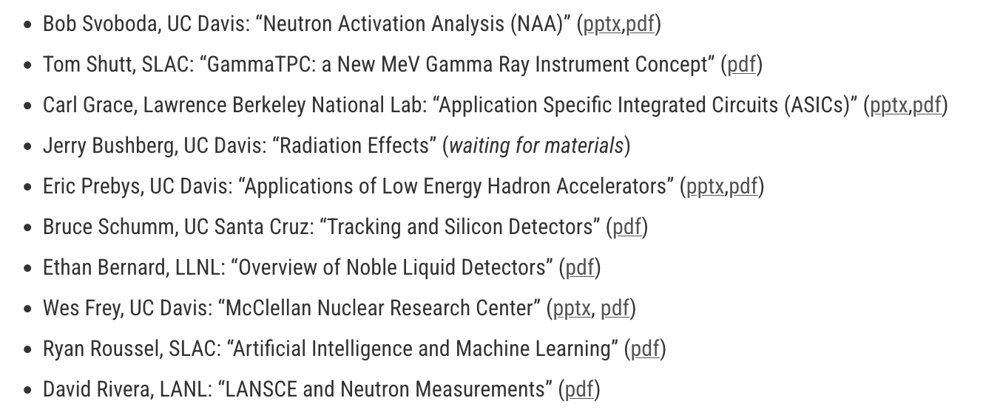 • Bob Svoboda, UC Davis: “Neutron Activation Analysis (NAA)” (pptx,pdf)
• Tom Shutt, SLAC: “GammaTPC: a New MeV Gamma Ray Instrument Concept” (pdf)
• Carl Grace, Lawrence Berkeley National Lab: “Application Specific Integrated Circuits (ASICs)” (pptx,pdf)
• Jerry Bushberg, UC Davis: “Radiation Effects” (waiting for materials)
• Eric Prebys, UC Davis: “Applications of Low Energy Hadron Accelerators” (pptx,pdf)
• Bruce Schumm, UC Santa Cruz: “Tracking and Silicon Detectors” (pdf)
• Ethan Bernard, LLNL: “Overview of Noble Liquid Detectors” (pdf)
• Wes Frey, UC Davis: “McClellan Nuclear Research Center” (pptx, pdf)
• Ryan Roussel, SLAC: “Artificial Intelligence and Machine Learning” (pdf)
• David Rivera, LANL: “LANSCE and Neutron Measurements” (pdf)